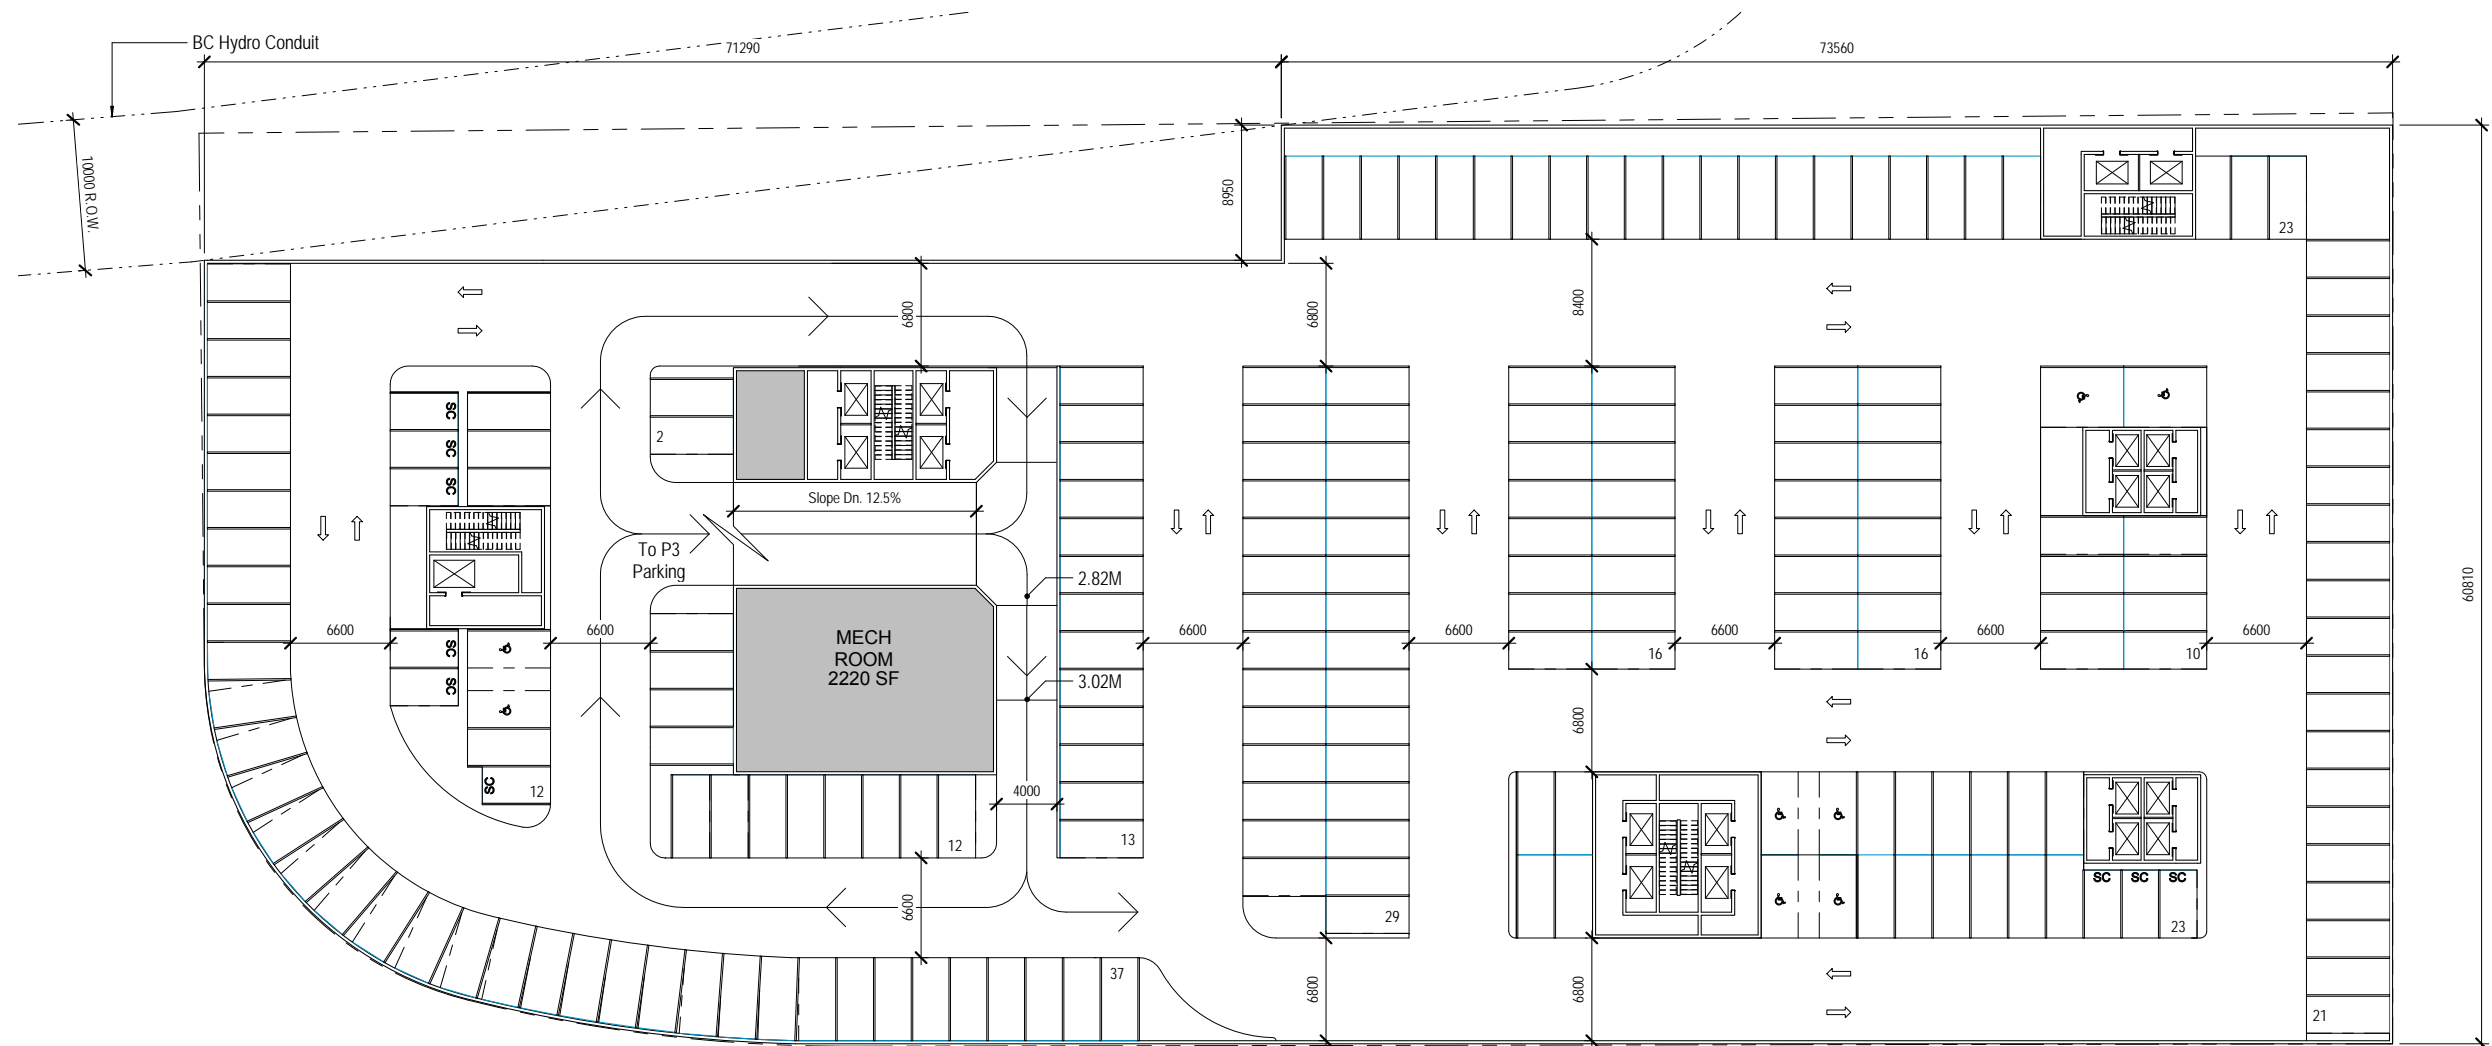 BC Hydro Conduit
71290
73560
10000 R.O.W.
8950
23
6800
6800
8400
SC
SC
SC
2
Slope Dn. 12.5%
To P3
Parking
2.82M
60810
6600
6600
6600
6600
6600
6600
6600
MECH
ROOM
2220 SF
SC
SC
16
16
10
3.02M
6800
SC
12
4000
12
13
SC
SC
SC
6600
29
23
37
6800
6800
21